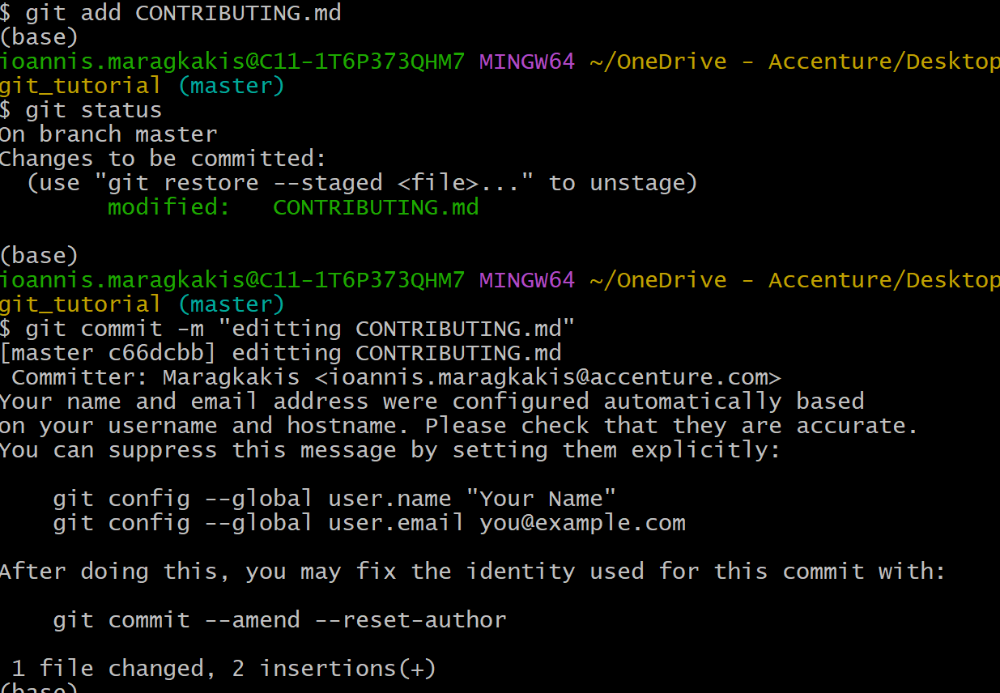 $ git add CONTRIBUTING.md
(base)
ioannis.maragkakis@C11-1T6P373QHM7 MINGW64 ~/OneDrive - Accenture/Desktop
git_tutorial (master)
$ git status
On branch master
Changes to be committed:
  (use "git restore --staged <file>..." to unstage)
        modified:   CONTRIBUTING.md

(base)
ioannis.maragkakis@C11-1T6P373QHM7 MINGW64 ~/OneDrive - Accenture/Desktop
git_tutorial (master)
$ git commit -m "editting CONTRIBUTING.md"
[master c66dcbb] editting CONTRIBUTING.md
 Committer: Maragkakis <ioannis.maragkakis@accenture.com>
Your name and email address were configured automatically based
on your username and hostname. Please check that they are accurate.
You can suppress this message by setting them explicitly:

    git config --global user.name "Your Name"
    git config --global user.email you@example.com

After doing this, you may fix the identity used for this commit with:

    git commit --amend --reset-author

 1 file changed, 2 insertions(+)
(base)